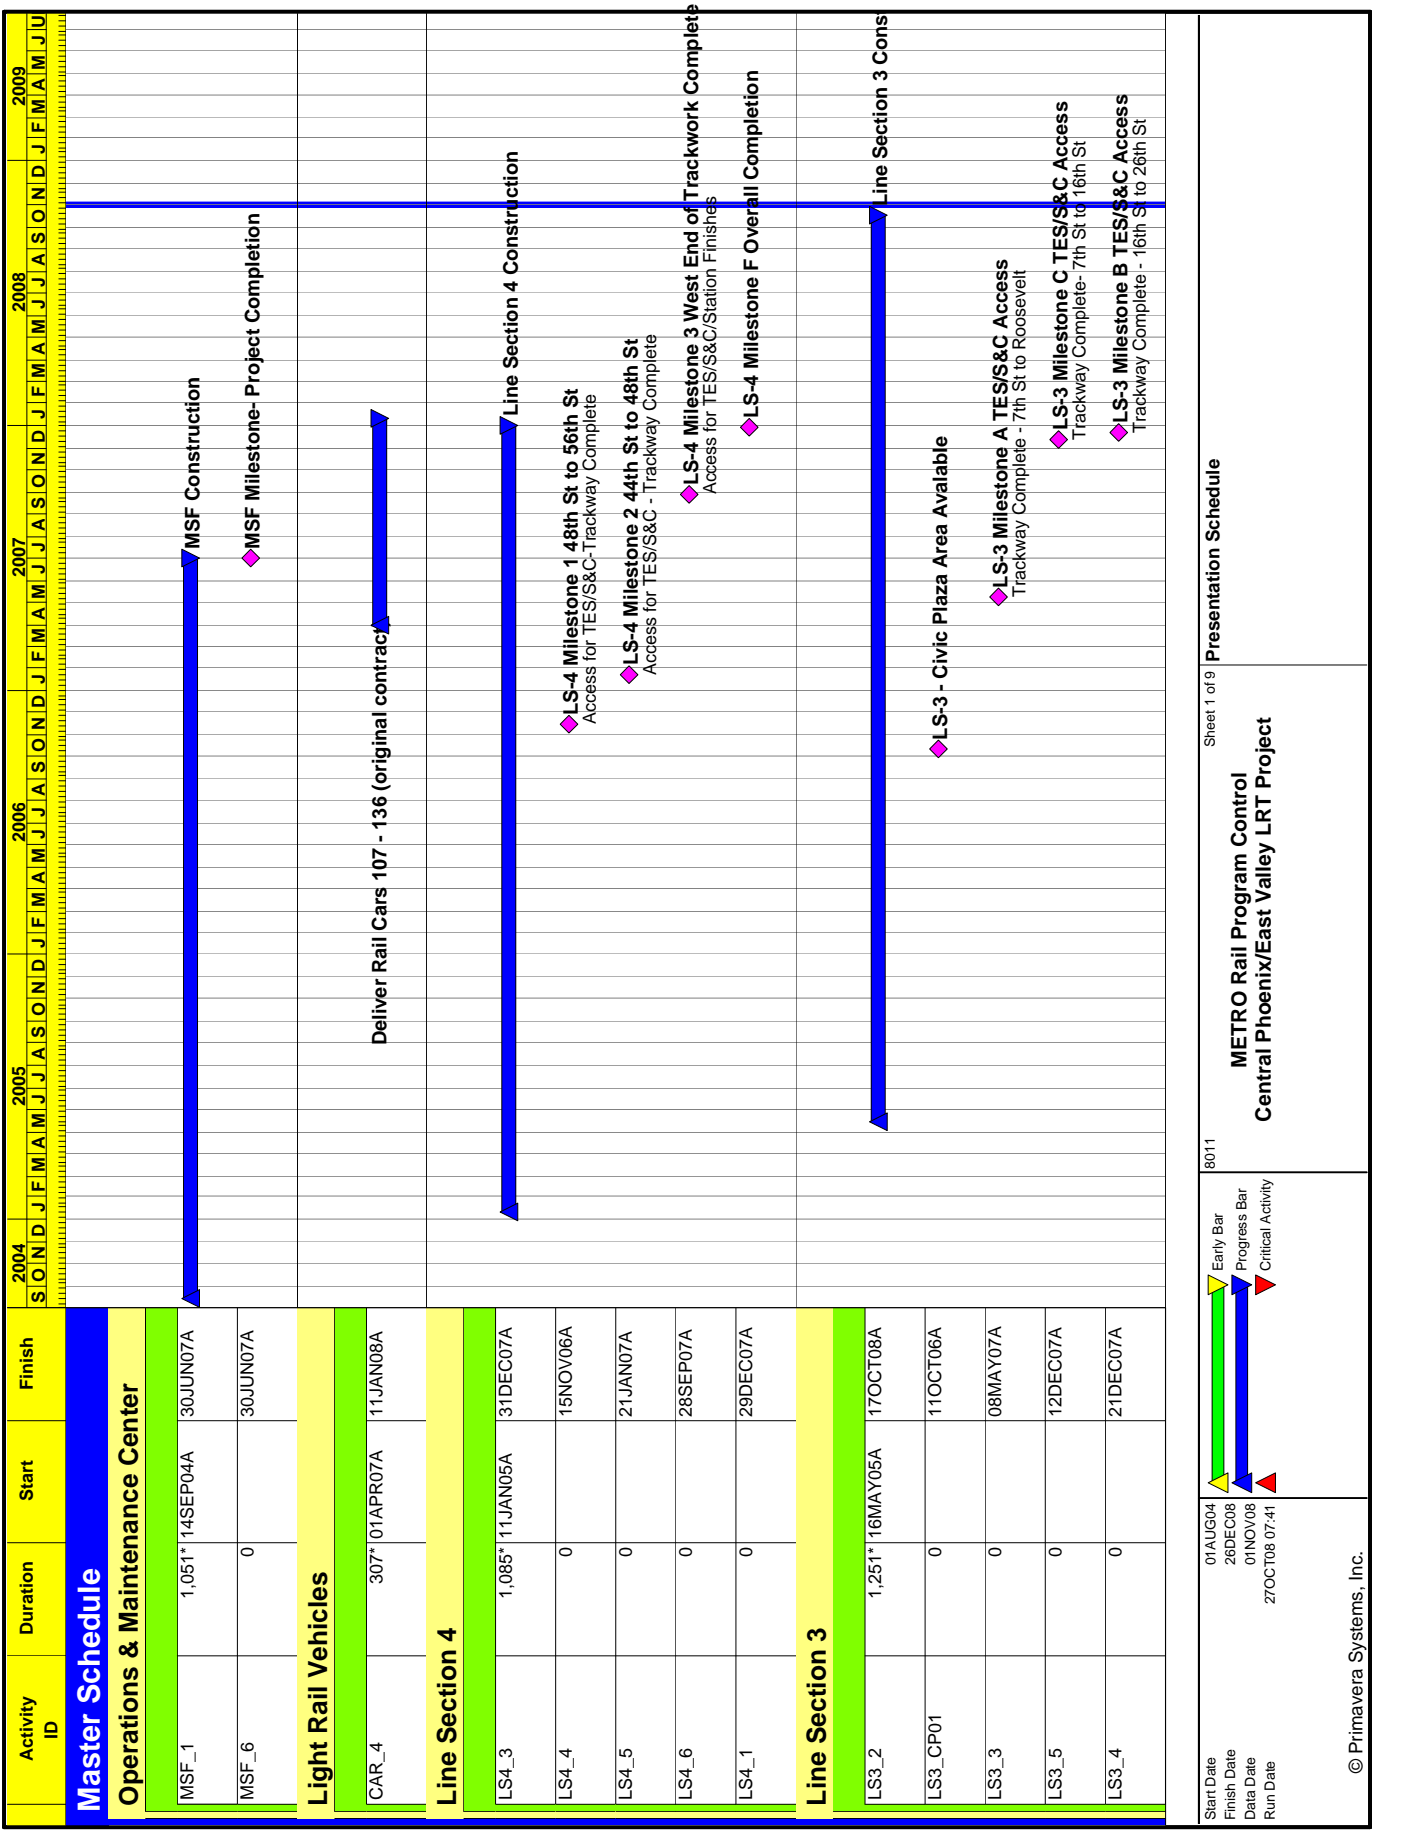 Activity
ID
Duration
Start
Finish
2004
2005
2006
2007
2008
2009
S O N D J F M A M J J A S O N D J F M A M J J A S O N D J F M A M J J A S O N D J F M A M J J A S O N D J F M A M J U
Master Schedule
Operations & Maintenance Center
MSF_1 1,051* 14SEP04A 30JUN07A MSF Construction
MSF_6 0 30JUN07A MSF Milestone- Project Completion
Light Rail Vehicles
CAR_4 307* 01APR07A 11JAN08A Deliver Rail Cars 107 - 136 (original contract
Line Section 4
LS4_3 1,085* 11JAN05A 31DEC07A Line Section 4 Construction
LS4_4 0 15NOV06A LS-4 Milestone 1 48th St to 56th St
Access for TES/S&C-Trackway Complete
LS4_5 0 21JAN07A LS-4 Milestone 2 44th St to 48th St
Access for TES/S&C - Trackway Complete
LS4_6 0 28SEP07A LS-4 Milestone 3 West End of Trackwork Complete
Access for TES/S&C/Station Finishes
LS4_1 0 29DEC07A LS-4 Milestone F Overall Completion
Line Section 3
LS3_2 1,251* 16MAY05A 17OCT08A Line Section 3 Cons
LS3_CP01 0 11OCT06A LS-3 - Civic Plaza Area Avalable
LS3_3 0 08MAY07A LS-3 Milestone A TES/S&C Access
Trackway Complete - 7th St to Roosevelt
LS3_5 0 12DEC07A LS-3 Milestone C TES/S&C Access
Trackway Complete- 7th St to 16th St
LS3_4 0 21DEC07A LS-3 Milestone B TES/S&C Access
Trackway Complete - 16th St to 26th St
Start Date 01AUG04
Finish Date 26DEC08
Data Date 01NOV08
Run Date 27OCT08 07:41
© Primavera Systems, Inc.
Early Bar
Progress Bar
Critical Activity
8011
METRO Rail Program Control
Central Phoenix/East Valley LRT Project
Sheet 1 of 9
Presentation Schedule